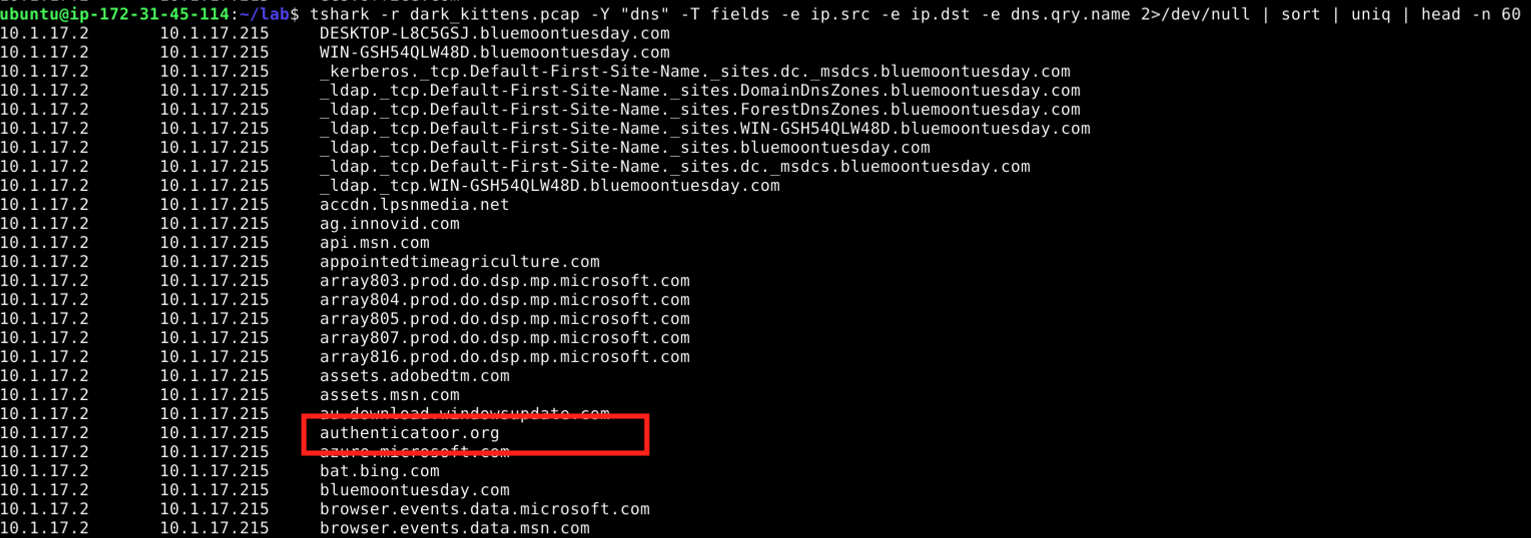 ubuntu@ip-172-31-45-114:~/lab$ tshark -r dark_kittens.pcap -Y "dns" -T fields -e ip.src -e ip.dst -e dns.qry.name 2>/dev/null | sort | uniq | head -n 60
10.1.17.2 10.1.17.215 DESKTOP-L8C5GSJ.bluemoontuesday.com
10.1.17.2 10.1.17.215 WIN-GSH54QLW48D.bluemoontuesday.com
10.1.17.2 10.1.17.215 _kerberos._tcp.Default-First-Site-Name._sites.dc._msdcs.bluemoontuesday.com
10.1.17.2 10.1.17.215 _ldap._tcp.Default-First-Site-Name._sites.DomainDnsZones.bluemoontuesday.com
10.1.17.2 10.1.17.215 _ldap._tcp.Default-First-Site-Name._sites.ForestDnsZones.bluemoontuesday.com
10.1.17.2 10.1.17.215 _ldap._tcp.Default-First-Site-Name._sites.WIN-GSH54QLW48D.bluemoontuesday.com
10.1.17.2 10.1.17.215 _ldap._tcp.Default-First-Site-Name._sites.bluemoontuesday.com
10.1.17.2 10.1.17.215 _ldap._tcp.Default-First-Site-Name._sites.dc._msdcs.bluemoontuesday.com
10.1.17.2 10.1.17.215 _ldap._tcp.WIN-GSH54QLW48D.bluemoontuesday.com
10.1.17.2 10.1.17.215 accdn.lpsnmedia.net
10.1.17.2 10.1.17.215 ag.innovid.com
10.1.17.2 10.1.17.215 api.msn.com
10.1.17.2 10.1.17.215 appointedtimeagriculture.com
10.1.17.2 10.1.17.215 array803.prod.do.dsp.mp.microsoft.com
10.1.17.2 10.1.17.215 array804.prod.do.dsp.mp.microsoft.com
10.1.17.2 10.1.17.215 array805.prod.do.dsp.mp.microsoft.com
10.1.17.2 10.1.17.215 array807.prod.do.dsp.mp.microsoft.com
10.1.17.2 10.1.17.215 array816.prod.do.dsp.mp.microsoft.com
10.1.17.2 10.1.17.215 assets.adobedtm.com
10.1.17.2 10.1.17.215 assets.msn.com
10.1.17.2 10.1.17.215 au.download.windowsupdate.com
10.1.17.2 10.1.17.215 authenticatoor.org
10.1.17.2 10.1.17.215 azure.microsoft.com
10.1.17.2 10.1.17.215 bat.bing.com
10.1.17.2 10.1.17.215 bluemoontuesday.com
10.1.17.2 10.1.17.215 browser.events.data.microsoft.com
10.1.17.2 10.1.17.215 browser.events.data.msn.com